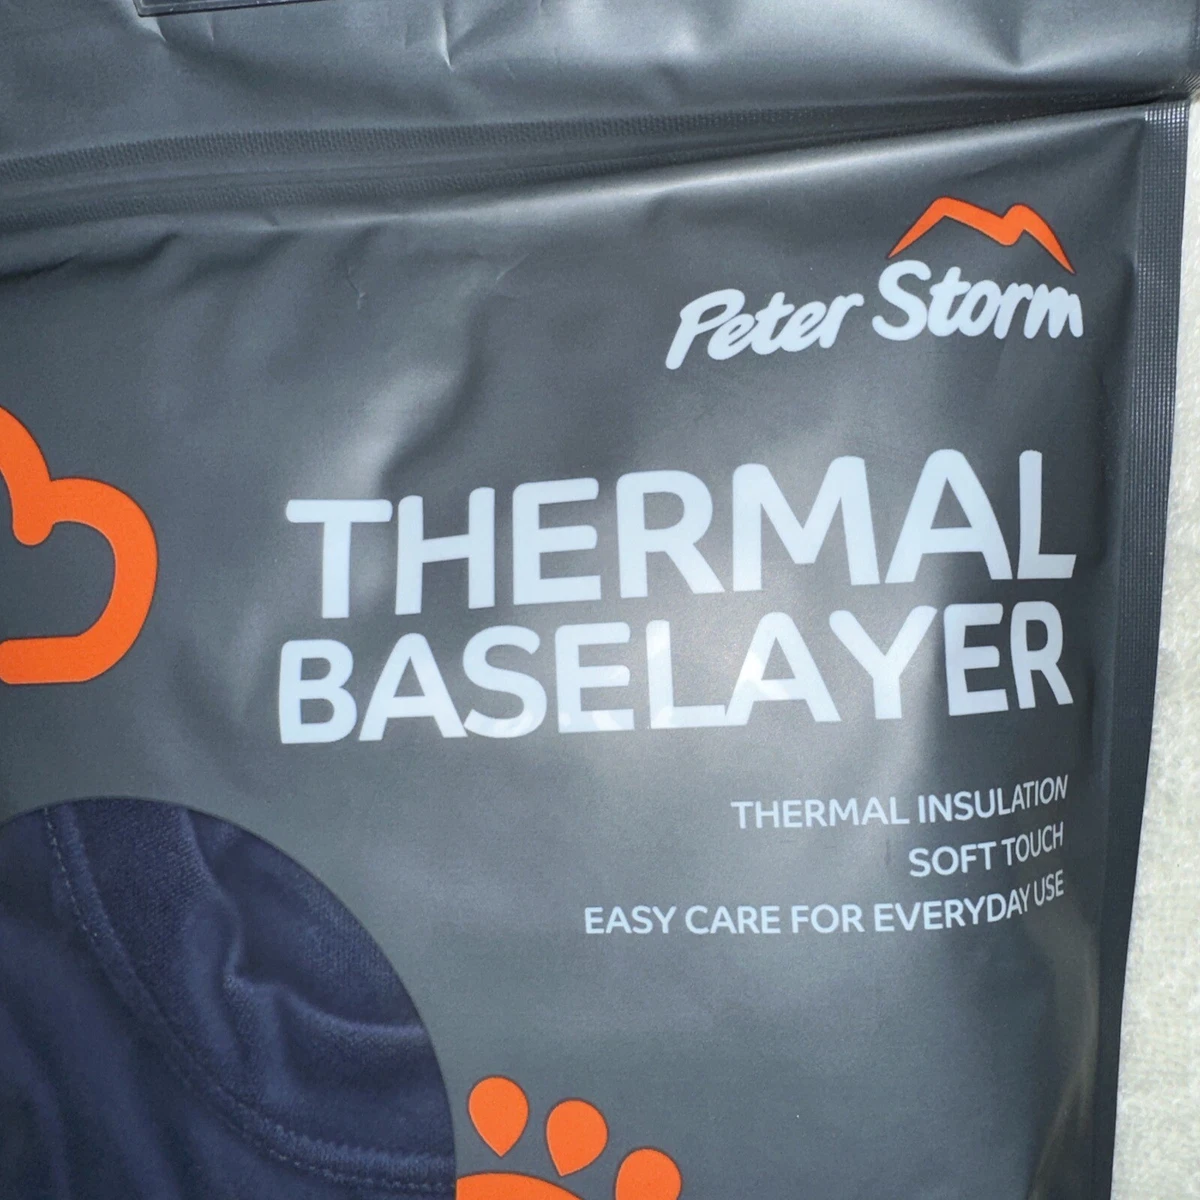 Peter Storm
THERMAL
BASELAYER
THERMAL INSULATION
SOFT TOUCH
EASY CARE FOR EVERYDAY USE